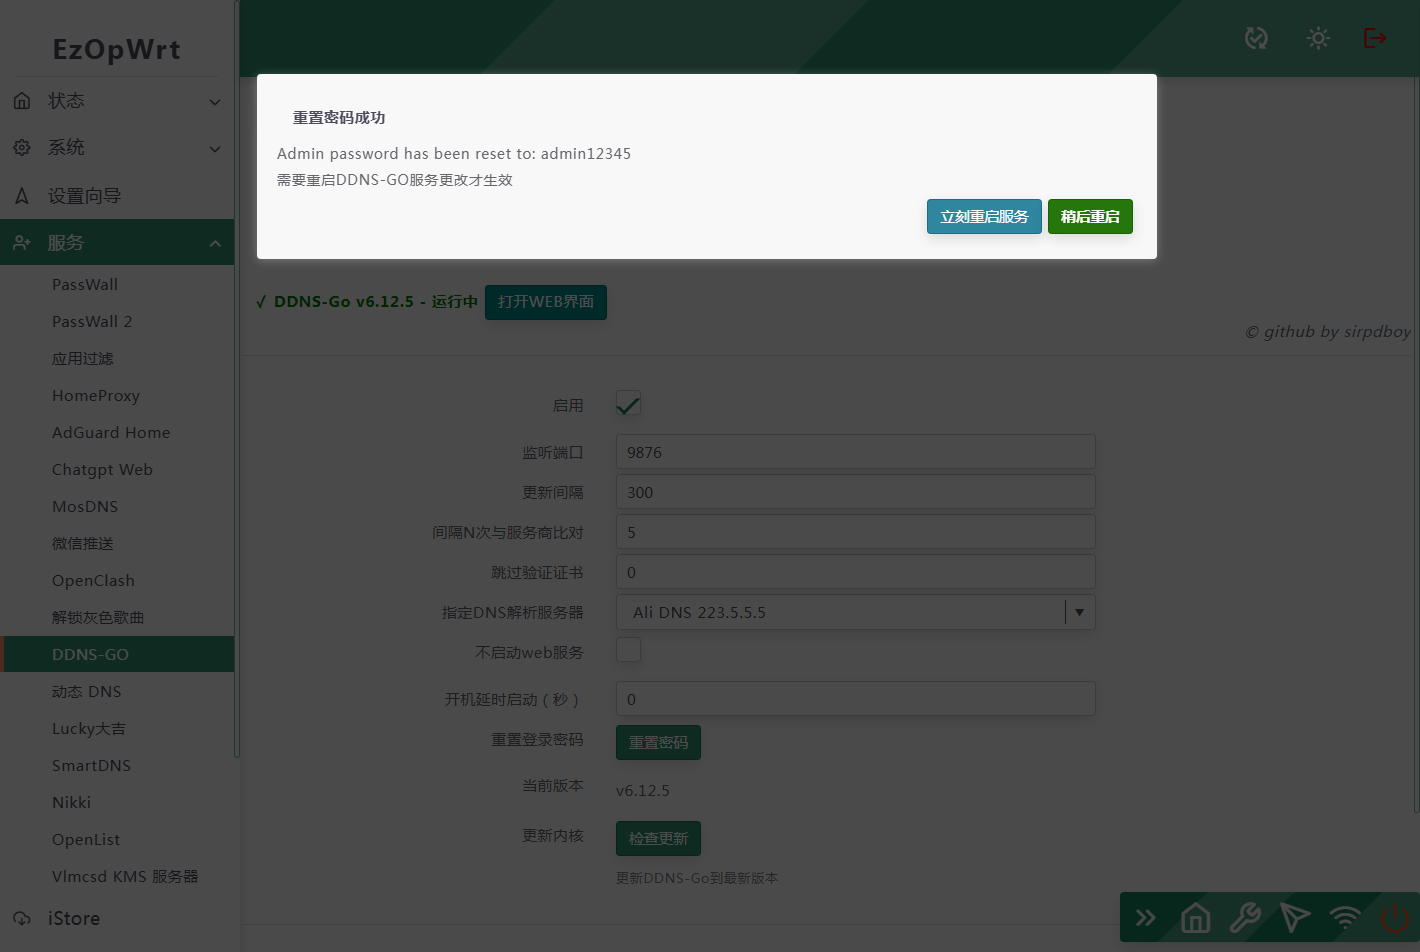 EzOpWrt
状态
系统
设置向导
服务
PassWall
PassWall 2
应用过滤
HomeProxy
AdGuard Home
Chatgpt Web
MosDNS
微信推送
OpenClash
解锁灰色歌曲
DDNS-GO
动态 DNS
Lucky大吉
SmartDNS
Nikki
OpenList
Vlmcsd KMS 服务器
iStore
重置密码成功
Admin password has been reset to: admin12345
需要重启DDNS-GO服务更改才生效
立刻重启服务 稍后重启
√ DDNS-Go v6.12.5 - 运行中 打开WEB界面
© github by sirpdboy
启用
监听端口 9876
更新间隔 300
间隔N次与服务商比对 5
跳过验证证书 0
指定DNS解析服务器 Ali DNS 223.5.5.5
不启动web服务
开机延时启动（秒） 0
重置登录密码 重置密码
当前版本 v6.12.5
更新内核 检查更新
更新DDNS-Go到最新版本